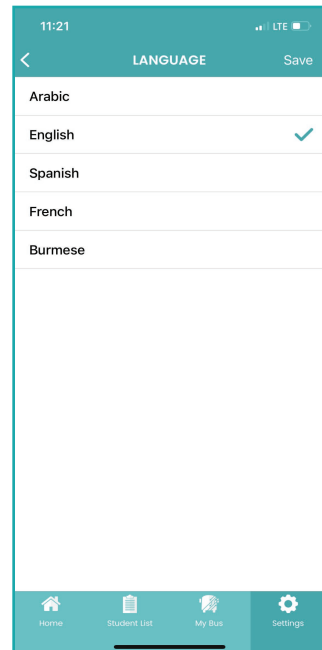 11:21 LTE
LANGUAGE Save
Arabic
English
Spanish
French
Burmese
Home Student List My Bus Settings